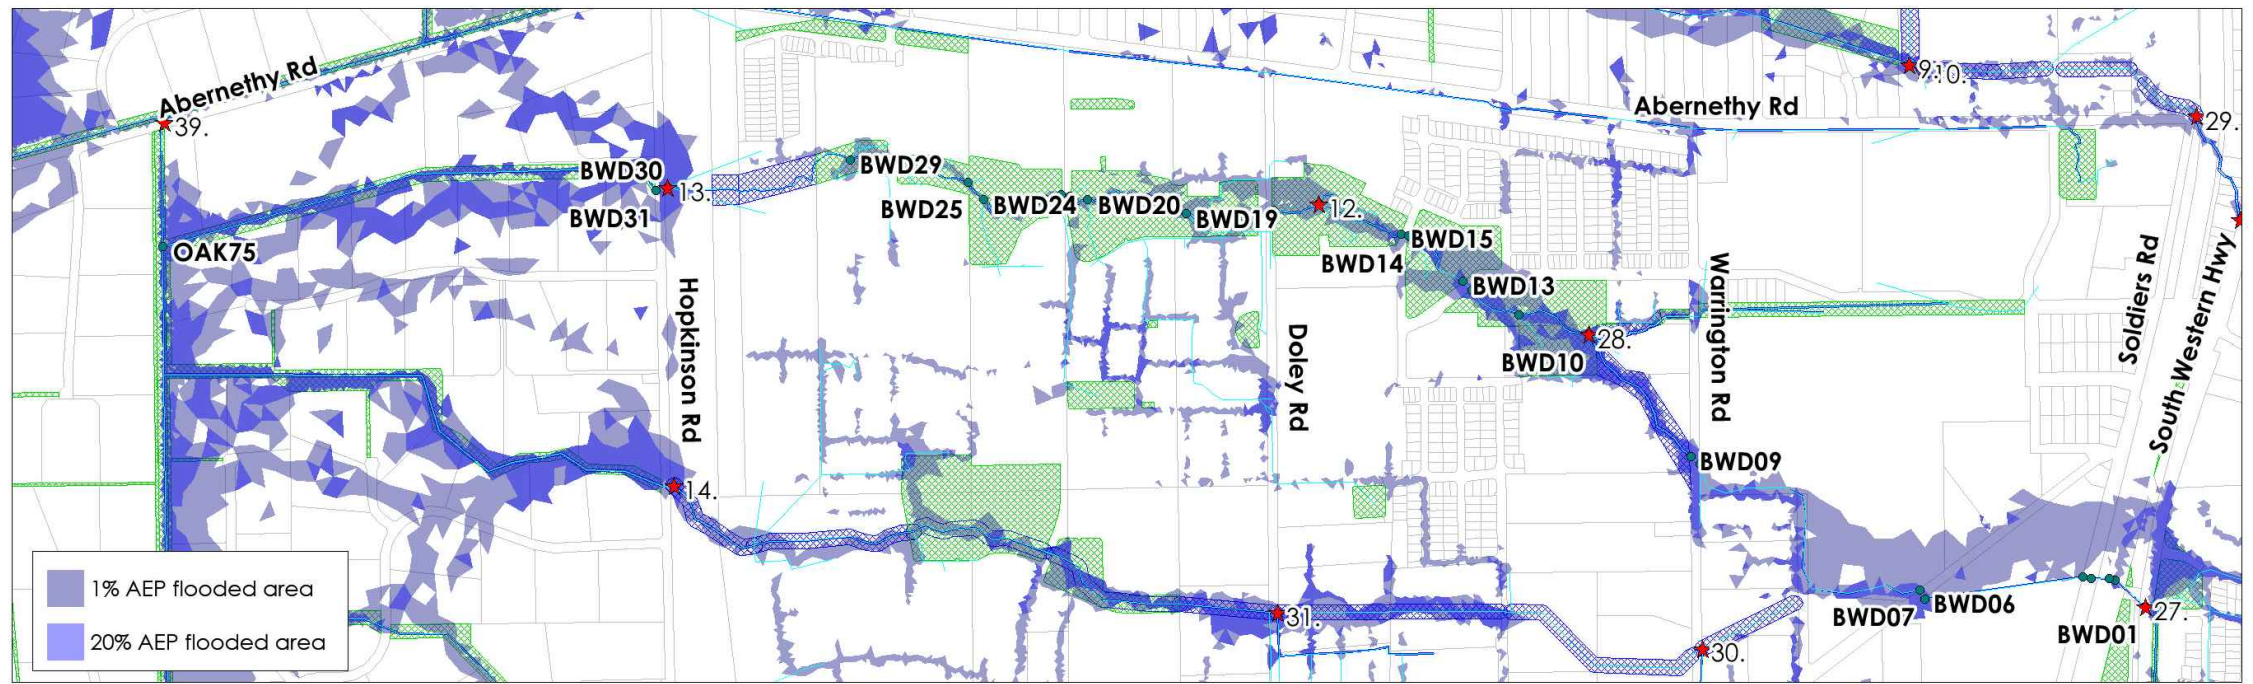 Abernethy Rd
39.
BWD30
13.
BWD31
OAK75
BWD29
BWD25
BWD24
BWD20
BWD19
12.
BWD15
BWD14
BWD13
28.
BWD10
Abernethy Rd
9.
10.
29.
Hopkinson Rd
Doley Rd
Warrington Rd
Soldiers Rd
South Western Hwy
BWD09
14.
31.
30.
BWD07
BWD06
BWD01
27.
1% AEP flooded area
20% AEP flooded area